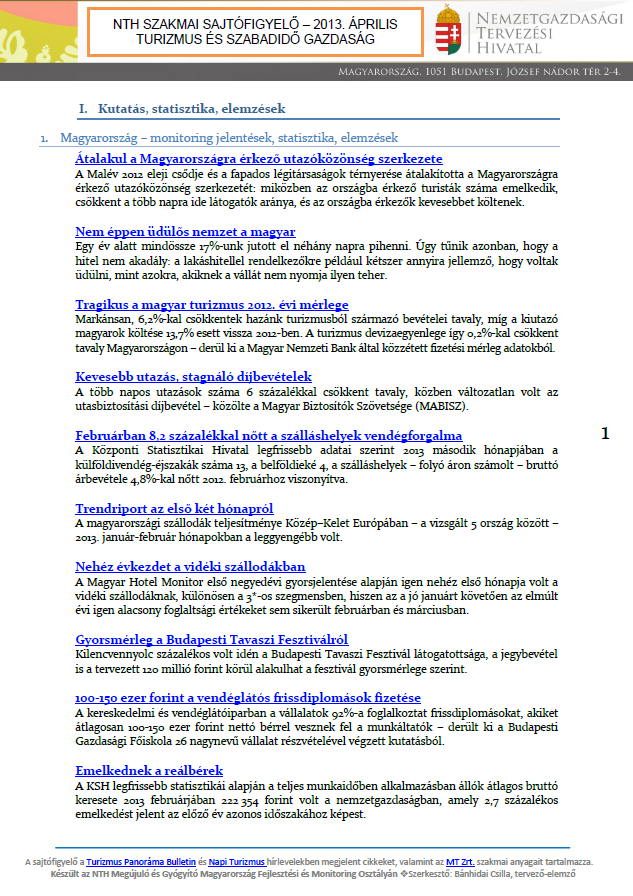 NTH SZAKMAI SAJTÓFIGYELŐ – 2013. ÁPRILIS
TURIZMUS ÉS SZABADIDŐ GAZDASÁG
NEMZETGAZDASÁGI
TERVEZÉSI
HIVATAL
MAGYARORSZÁG, 1051 BUDAPEST, JÓZSEF NÁDOR TÉR 2-4.
I. Kutatás, statisztika, elemzések
1. Magyarország – monitoring jelentések, statisztika, elemzések
Átalakul a Magyarországra érkező utazóközönség szerkezete
A Malév 2012 eleji csődje és a fapados légitársaságok térnyerése átalakította a Magyarországra
érkező utazóközönség szerkezetét: miközben az országba érkező turisták száma emelkedik,
csökkent a több napra ide látogatók aránya, és az országba érkezők kevesebbet költenek.
Nem éppen üdülős nemzet a magyar
Egy év alatt mindössze 17%-unk jutott el néhány napra pihenni. Úgy tűnik azonban, hogy a
hitel nem akadály: a lakáshitellel rendelkezőkre például kétszer annyira jellemző, hogy voltak
üdülni, mint azokra, akiknek a vállát nem nyomja ilyen teher.
Tragikus a magyar turizmus 2012. évi mérlege
Markánsan, 6,2%-kal csökkentek hazánk turizmusból származó bevételei tavaly, míg a kiutazó
magyarok költése 13,7% esett vissza 2012-ben. A turizmus devizaegyenlege így 0,2%-kal csökkent
tavaly Magyarországon – derül ki a Magyar Nemzeti Bank által közzétett fizetési mérleg adatokból.
Kevesebb utazás, stagnáló díjbevételek
A több napos utazások száma 6 százalékkal csökkent tavaly, közben változatlan volt az
utasbiztosítási díjbevétel – közölte a Magyar Biztosítók Szövetsége (MABISZ).
Februárban 8,2 százalékkal nőtt a szálláshelyek vendégforgalma
A Központi Statisztikai Hivatal legfrissebb adatai szerint 2013 második hónapjában a
külföldivendég-éjszakák száma 13, a belföldieké 4, a szálláshelyek – folyó áron számolt – bruttó
árbevétele 4,8%-kal nőtt 2012. februárhoz viszonyítva.
1
Trendriport az első két hónapról
A magyarországi szállodák teljesítménye Közép–Kelet Európában – a vizsgált 5 ország között –
2013. január-február hónapokban a leggyengébb volt.
Nehéz évkezdet a vidéki szállodákban
A Magyar Hotel Monitor első negyedévi gyorsjelentése alapján igen nehéz első hónapja volt a
vidéki szállodáknak, különösen a 3*-os szegmensben, hiszen az a jó januárt követően az elmúlt
évi igen alacsony foglaltsági értékeket sem sikerült februárban és márciusban.
Gyorsmérleg a Budapesti Tavaszi Fesztiválról
Kilencvennyolc százalékos volt idén a Budapesti Tavaszi Fesztivál látogatottsága, a jegybevétel
is a tervezett 120 millió forint körül alakulhat a fesztivál gyorsmérlege szerint.
100-150 ezer forint a vendéglátós frissdiplomások fizetése
A kereskedelmi és vendéglátóiparban a vállalatok 92%-a foglalkoztat frissdiplomásokat, akiket
átlagosan 100-150 ezer forint nettó bérrel vesznek fel a munkáltatók – derült ki a Budapesti
Gazdasági Főiskola 26 nagynevű vállalat részvételével végzett kutatásból.
Emelkednek a reálbérek
A KSH legfrissebb statisztikái alapján a teljes munkaidőben alkalmazásban állók átlagos bruttó
keresete 2013 februárjában 222 354 forint volt a nemzetgazdaságban, amely 2,7 százalékos
emelkedést jelent az előző év azonos időszakához képest.
A sajtófigyelő a Turizmus Panoráma Bulletin és Napi Turizmus hírlevelekben megjelent cikkeket, valamint az MT Zrt. szakmai anyagait tartalmazza.
Készült az NTH Megújuló és Gyógyító Magyarország Fejlesztési és Monitoring Osztályán ❖Szerkesztő: Bánhidai Csilla, tervező-elemző